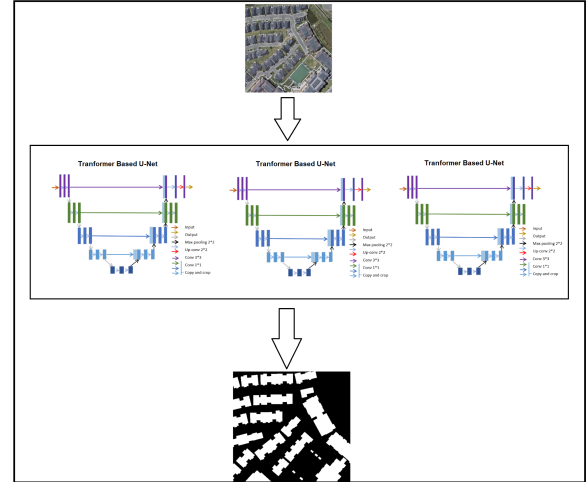 Tranformer Based U-Net
Input
Output
Max pooling 2*2
Up-conv 2*2
Conv 3*3
Conv 1*1
Copy and crop
Tranformer Based U-Net
Input
Output
Max pooling 2*2
Up-conv 2*2
Conv 3*3
Conv 1*1
Copy and crop
Tranformer Based U-Net
Input
Output
Max pooling 2*2
Up-conv 2*2
Conv 3*3
Conv 1*1
Copy and crop